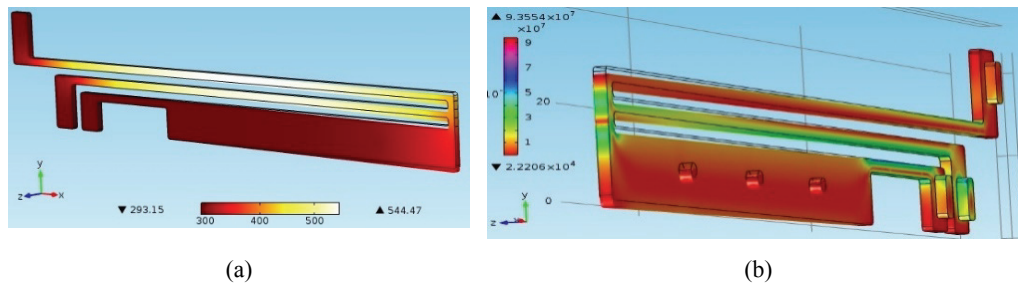 y
z
x
▼ 293.15
300
400
500
▲ 544.47
(a)
▲ 9.3554×10⁷
×10⁷
9
7
5
3
1
▼ 2.2206×10⁴
20
0
y
z
(b)